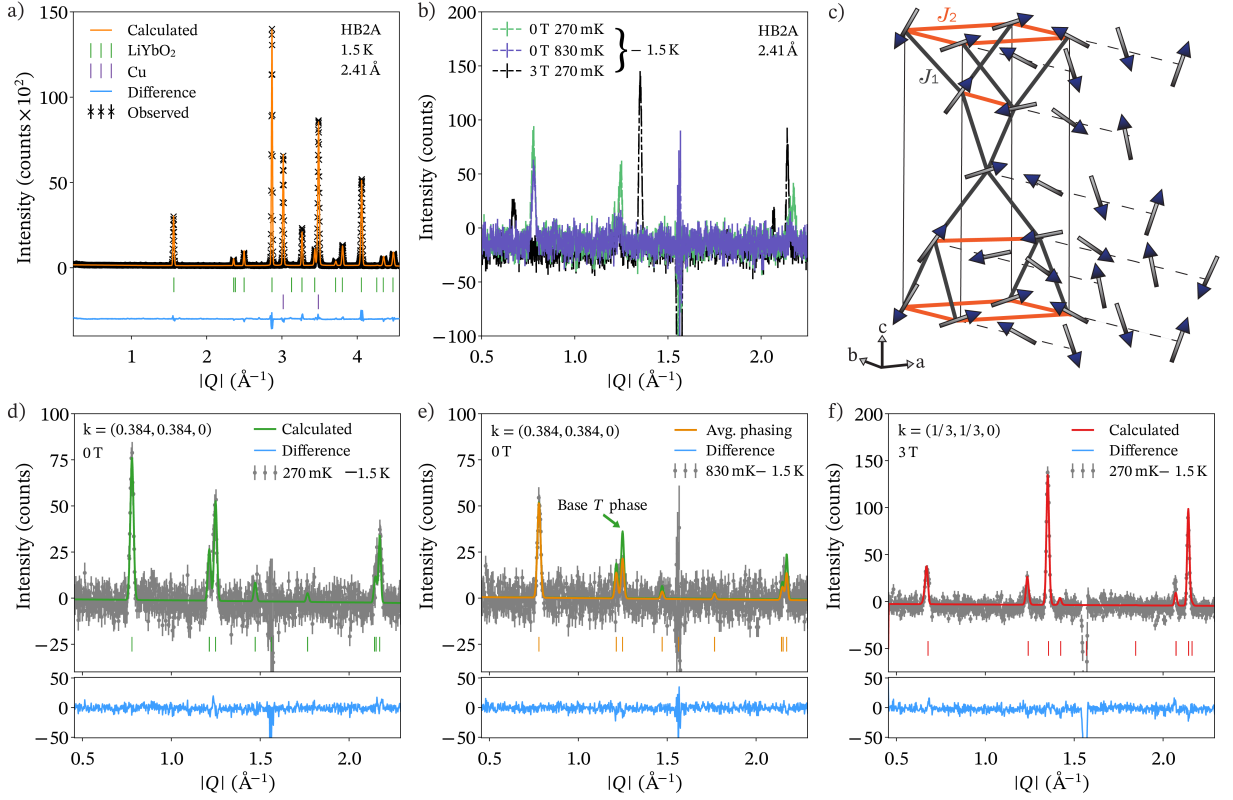 a)
150
100
50
0
Intensity (counts×10²)
Calculated
LiYbO₂
Cu
Difference
Observed
HB2A
1.5 K
2.41 Å
1
2
3
4
|Q| (Å⁻¹)
b)
200
150
100
50
0
−50
−100
Intensity (counts)
0 T 270 mK
0 T 830 mK
3 T 270 mK
− 1.5 K
HB2A
2.41 Å
0.5
1.0
1.5
2.0
|Q| (Å⁻¹)
c)
J₂
J₁
c
b
a
d)
100
75
50
25
0
−25
Intensity (counts)
k = (0.384, 0.384, 0)
0 T
Calculated
Difference
270 mK −1.5 K
50
0
50
0.5
1.0
1.5
2.0
|Q| (Å⁻¹)
e)
100
75
50
25
0
−25
Intensity (counts)
k = (0.384, 0.384, 0)
0 T
Avg. phasing
Difference
830 mK− 1.5 K
Base T phase
50
0
50
0.5
1.0
1.5
2.0
|Q| (Å⁻¹)
f)
200
150
100
50
0
−50
Intensity (counts)
k = (1/3, 1/3, 0)
3 T
Calculated
Difference
270 mK− 1.5 K
50
0
50
0.5
1.0
1.5
2.0
|Q| (Å⁻¹)